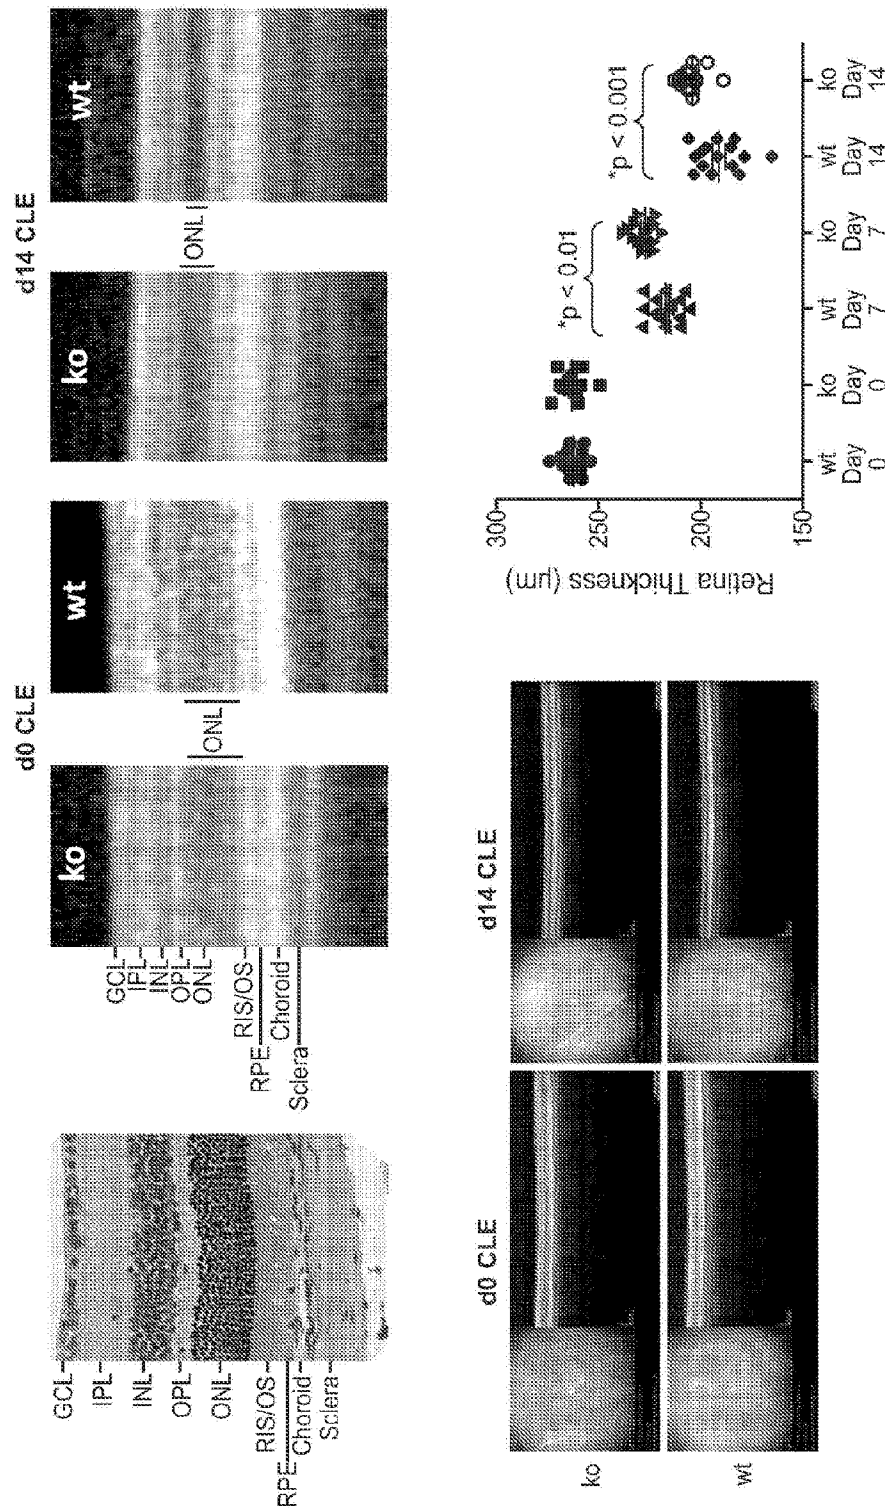 GCL
IPL
INL
OPL
ONL
RIS/OS
RPE
Choroid
Sclera
GCL
IPL
INL
OPL
ONL
RIS/OS
RPE
Choroid
Sclera
d0 CLE
ko
ONL
wt
d14 CLE
ko
ONL
wt
d0 CLE
d14 CLE
ko
wt
Retina Thickness (µm)
300
250
200
150
*p < 0.01
*p < 0.001
wt
Day
0
ko
Day
0
wt
Day
7
ko
Day
7
wt
Day
14
ko
Day
14